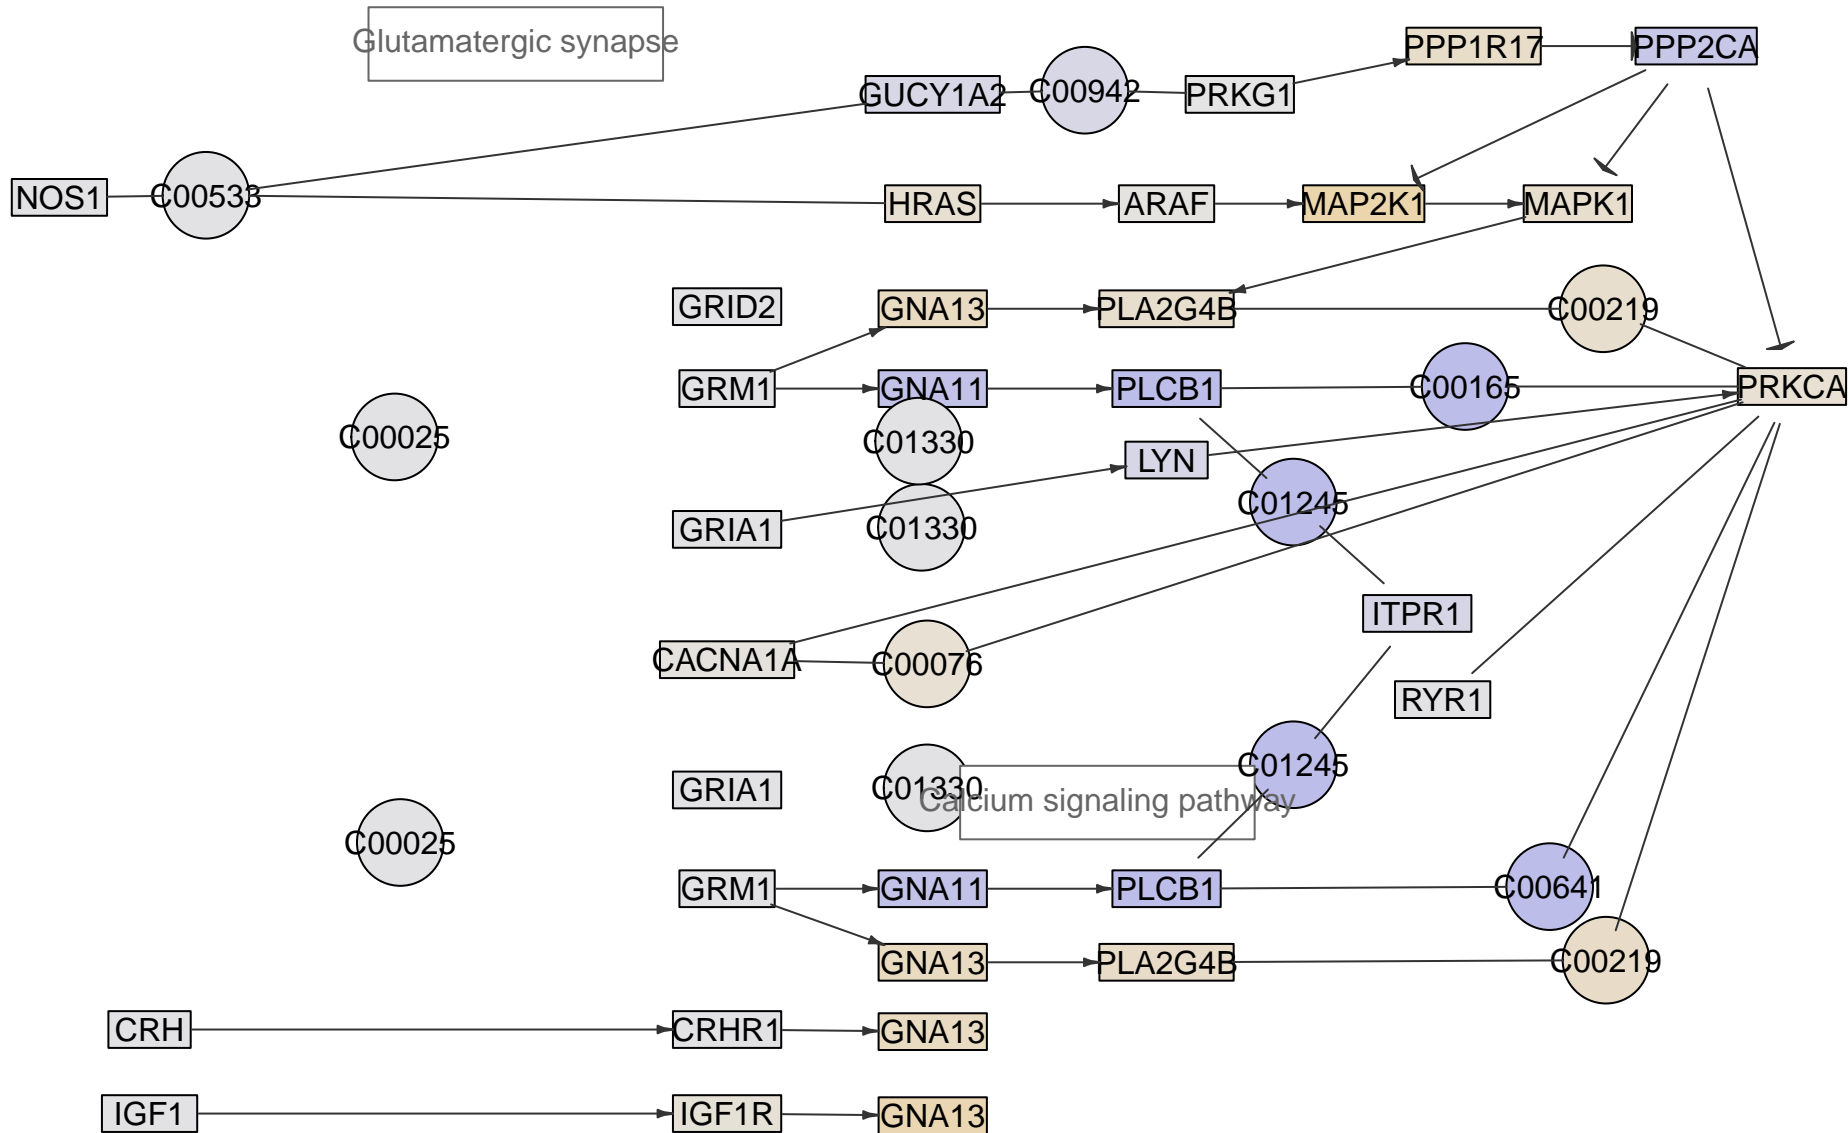 Glutamatergic synapse
PPP1R17
PPP2CA
GUCY1A2
C00942
PRKG1
NOS1
C00533
HRAS
ARAF
MAP2K1
MAPK1
GRID2
GNA13
PLA2G4B
C00219
GRM1
GNA11
PLCB1
C00165
PRKCA
C00025
C01330
LYN
C01245
GRIA1
C01330
ITPR1
CACNA1A
C00076
RYR1
C01245
GRIA1
C01330
Calcium signaling pathway
C00025
GRM1
GNA11
PLCB1
C00641
GNA13
PLA2G4B
C00219
CRH
CRHR1
GNA13
IGF1
IGF1R
GNA13